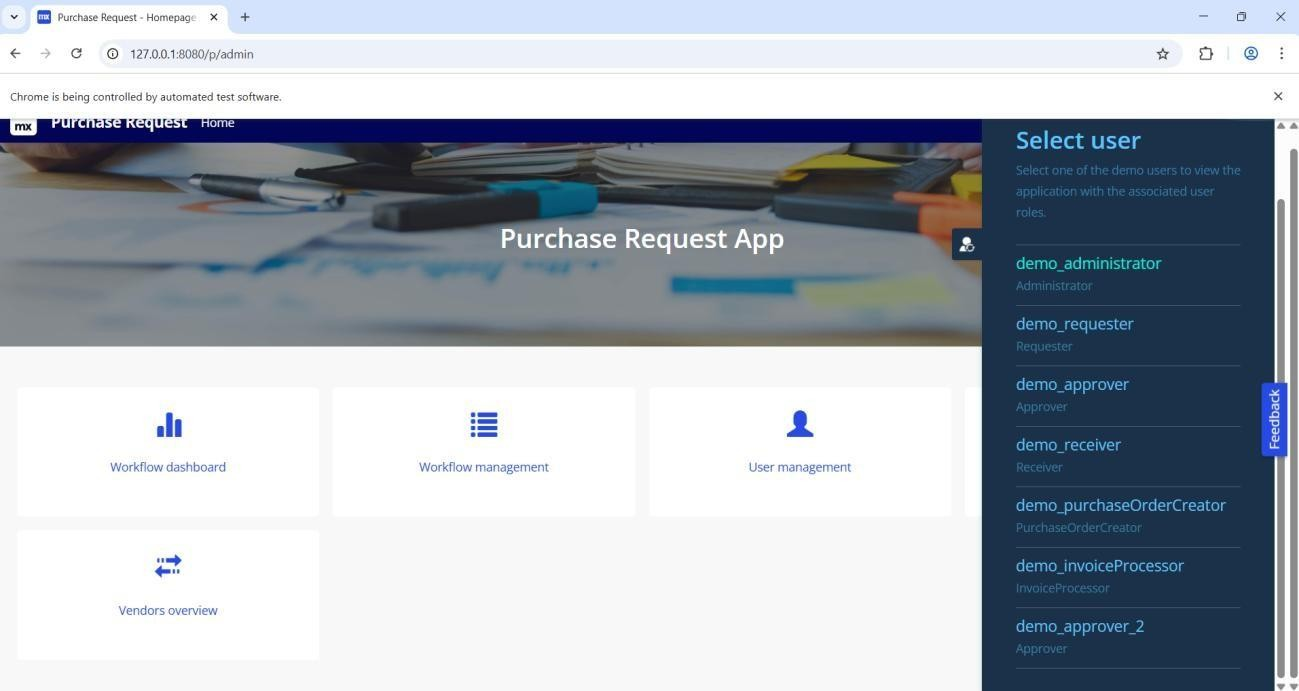 mx
Purchase Request - Homepage
127.0.0.1:8080/p/admin
Chrome is being controlled by automated test software.
mx
Purchase Request
Home
Purchase Request App
Workflow dashboard
Workflow management
User management
Vendors overview
Select user
Select one of the demo users to view the
application with the associated user
roles.
demo_administrator
Administrator
demo_requester
Requester
demo_approver
Approver
demo_receiver
Receiver
demo_purchaseOrderCreator
PurchaseOrderCreator
demo_invoiceProcessor
InvoiceProcessor
demo_approver_2
Approver
Feedback